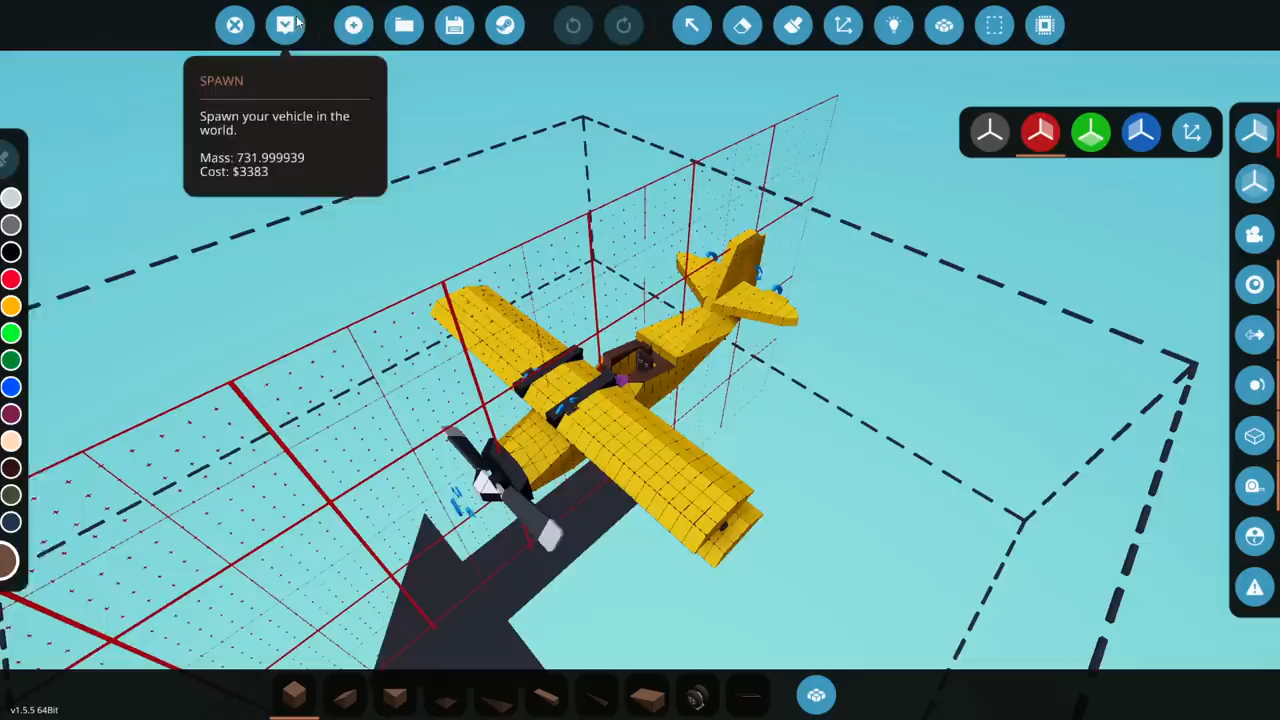 SPAWN
Spawn your vehicle in the
world.
Mass: 731.999939
Cost: $3383
v1.5.5 64Bit